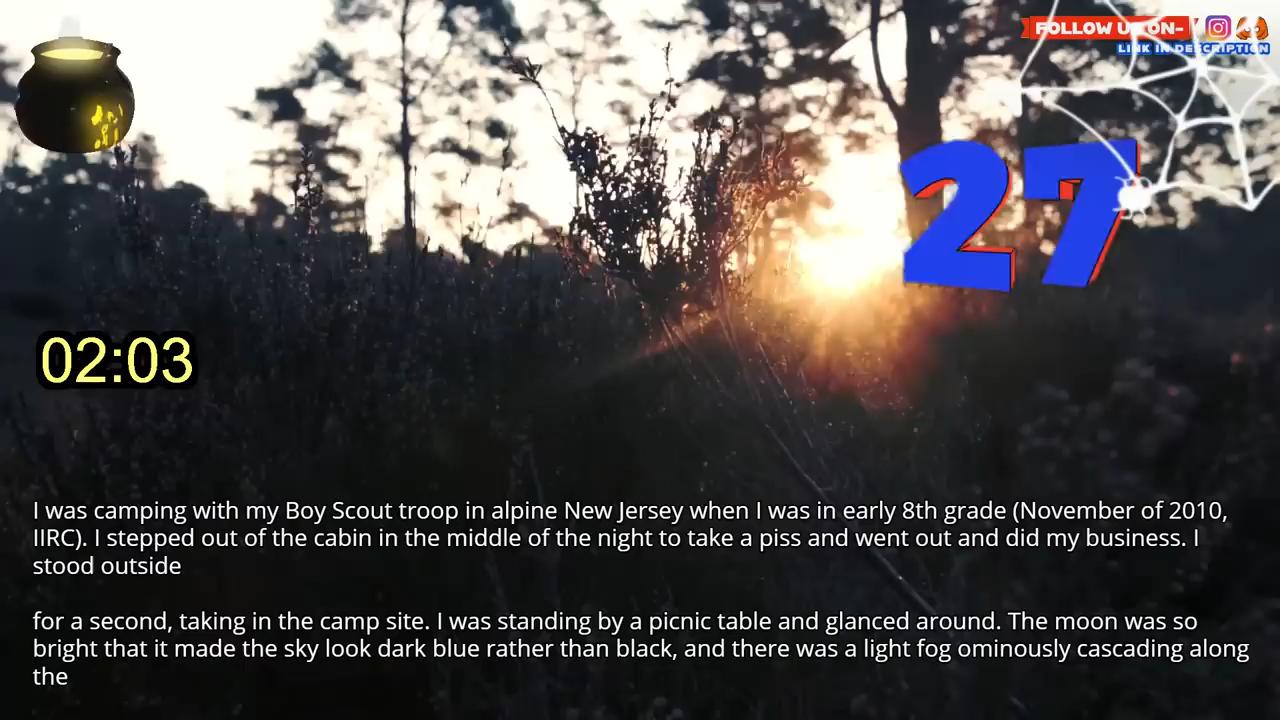 FOLLOW US ON-
LINK IN DESCRIPTION
27
02:03
I was camping with my Boy Scout troop in alpine New Jersey when I was in early 8th grade (November of 2010,
IIRC). I stepped out of the cabin in the middle of the night to take a piss and went out and did my business. I
stood outside
for a second, taking in the camp site. I was standing by a picnic table and glanced around. The moon was so
bright that it made the sky look dark blue rather than black, and there was a light fog ominously cascading along
the